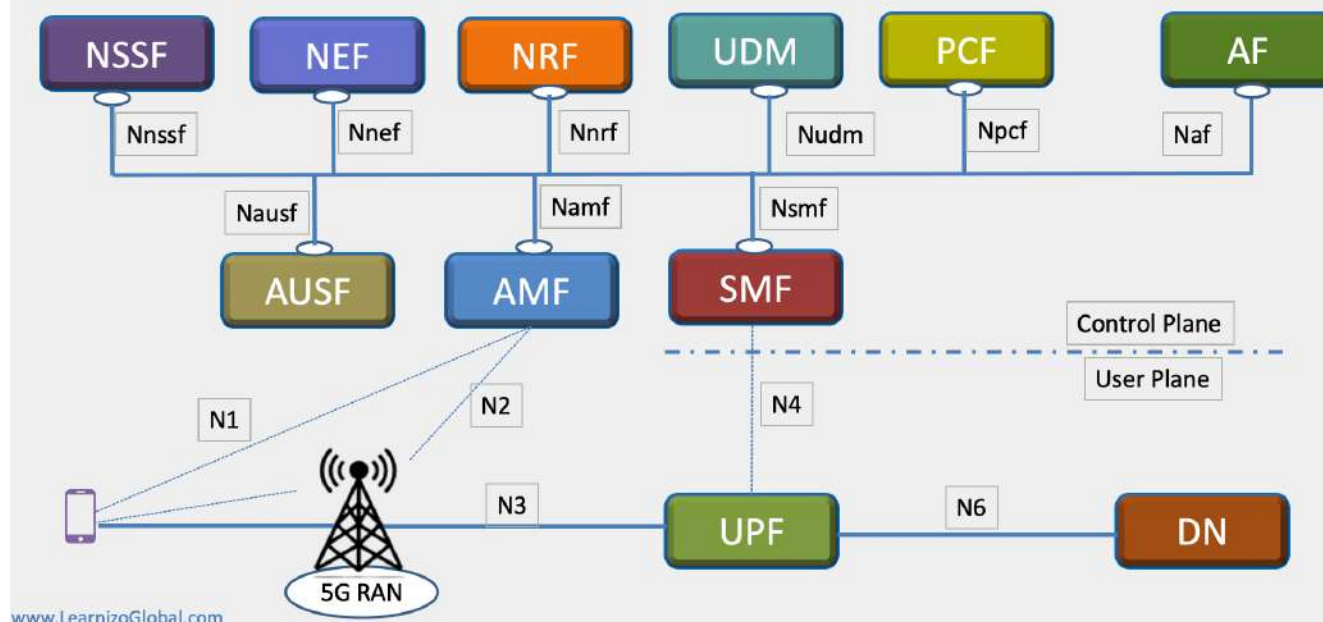 NSSF
NEF
NRF
UDM
PCF
AF
Nnssf
Nnef
Nnrf
Nudm
Npcf
Naf
Nausf
Namf
Nsmf
AUSF
AMF
SMF
Control Plane
User Plane
N1
N2
N4
N3
N6
UPF
DN
5G RAN
www.LearnizoGlobal.com